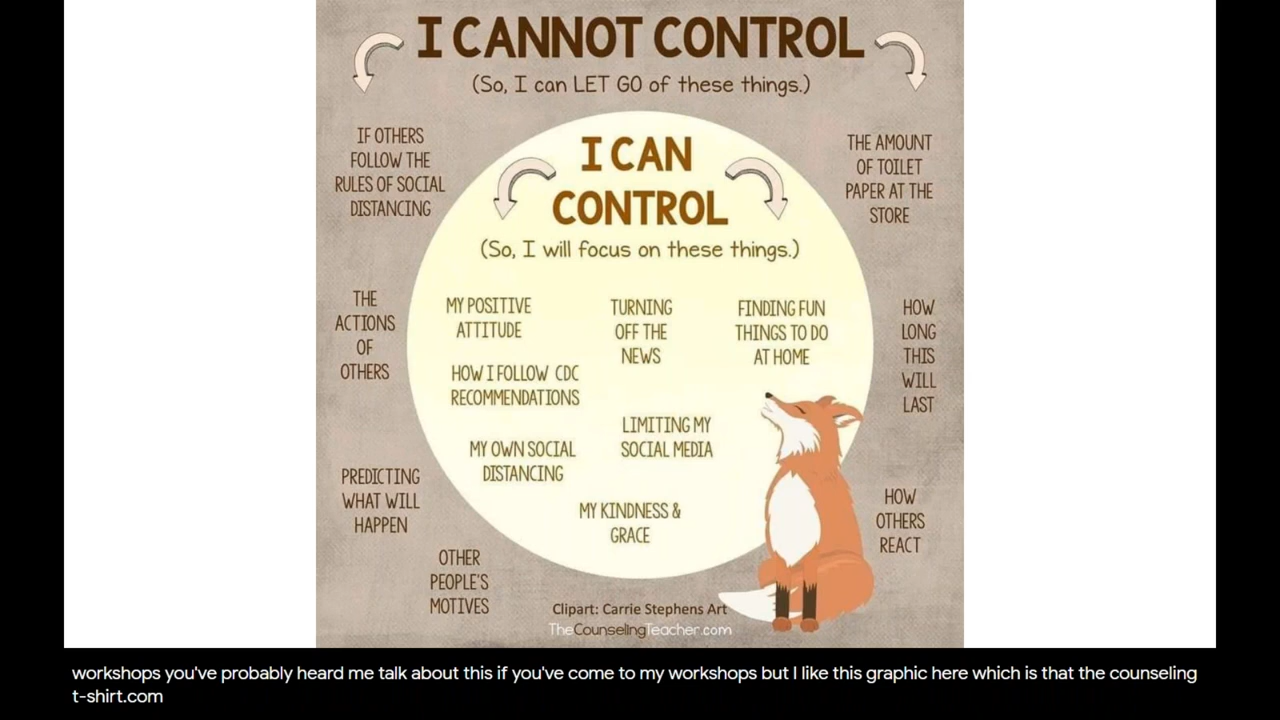 I CANNOT CONTROL
(So, I can LET GO of these things.)
IF OTHERS
FOLLOW THE
RULES OF SOCIAL
DISTANCING
THE AMOUNT
OF TOILET
PAPER AT THE
STORE
I CAN
CONTROL
(So, I will focus on these things.)
THE
ACTIONS
OF
OTHERS
MY POSITIVE
ATTITUDE
TURNING
OFF THE
NEWS
FINDING FUN
THINGS TO DO
AT HOME
HOW
LONG
THIS
WILL
LAST
HOW I FOLLOW CDC
RECOMMENDATIONS
LIMITING MY
SOCIAL MEDIA
MY OWN SOCIAL
DISTANCING
PREDICTING
WHAT WILL
HAPPEN
MY KINDNESS &
GRACE
HOW
OTHERS
REACT
OTHER
PEOPLE'S
MOTIVES
Clipart: Carrie Stephens Art
TheCounselingTeacher.com
workshops you've probably heard me talk about this if you've come to my workshops but I like this graphic here which is that the counseling
t-shirt.com